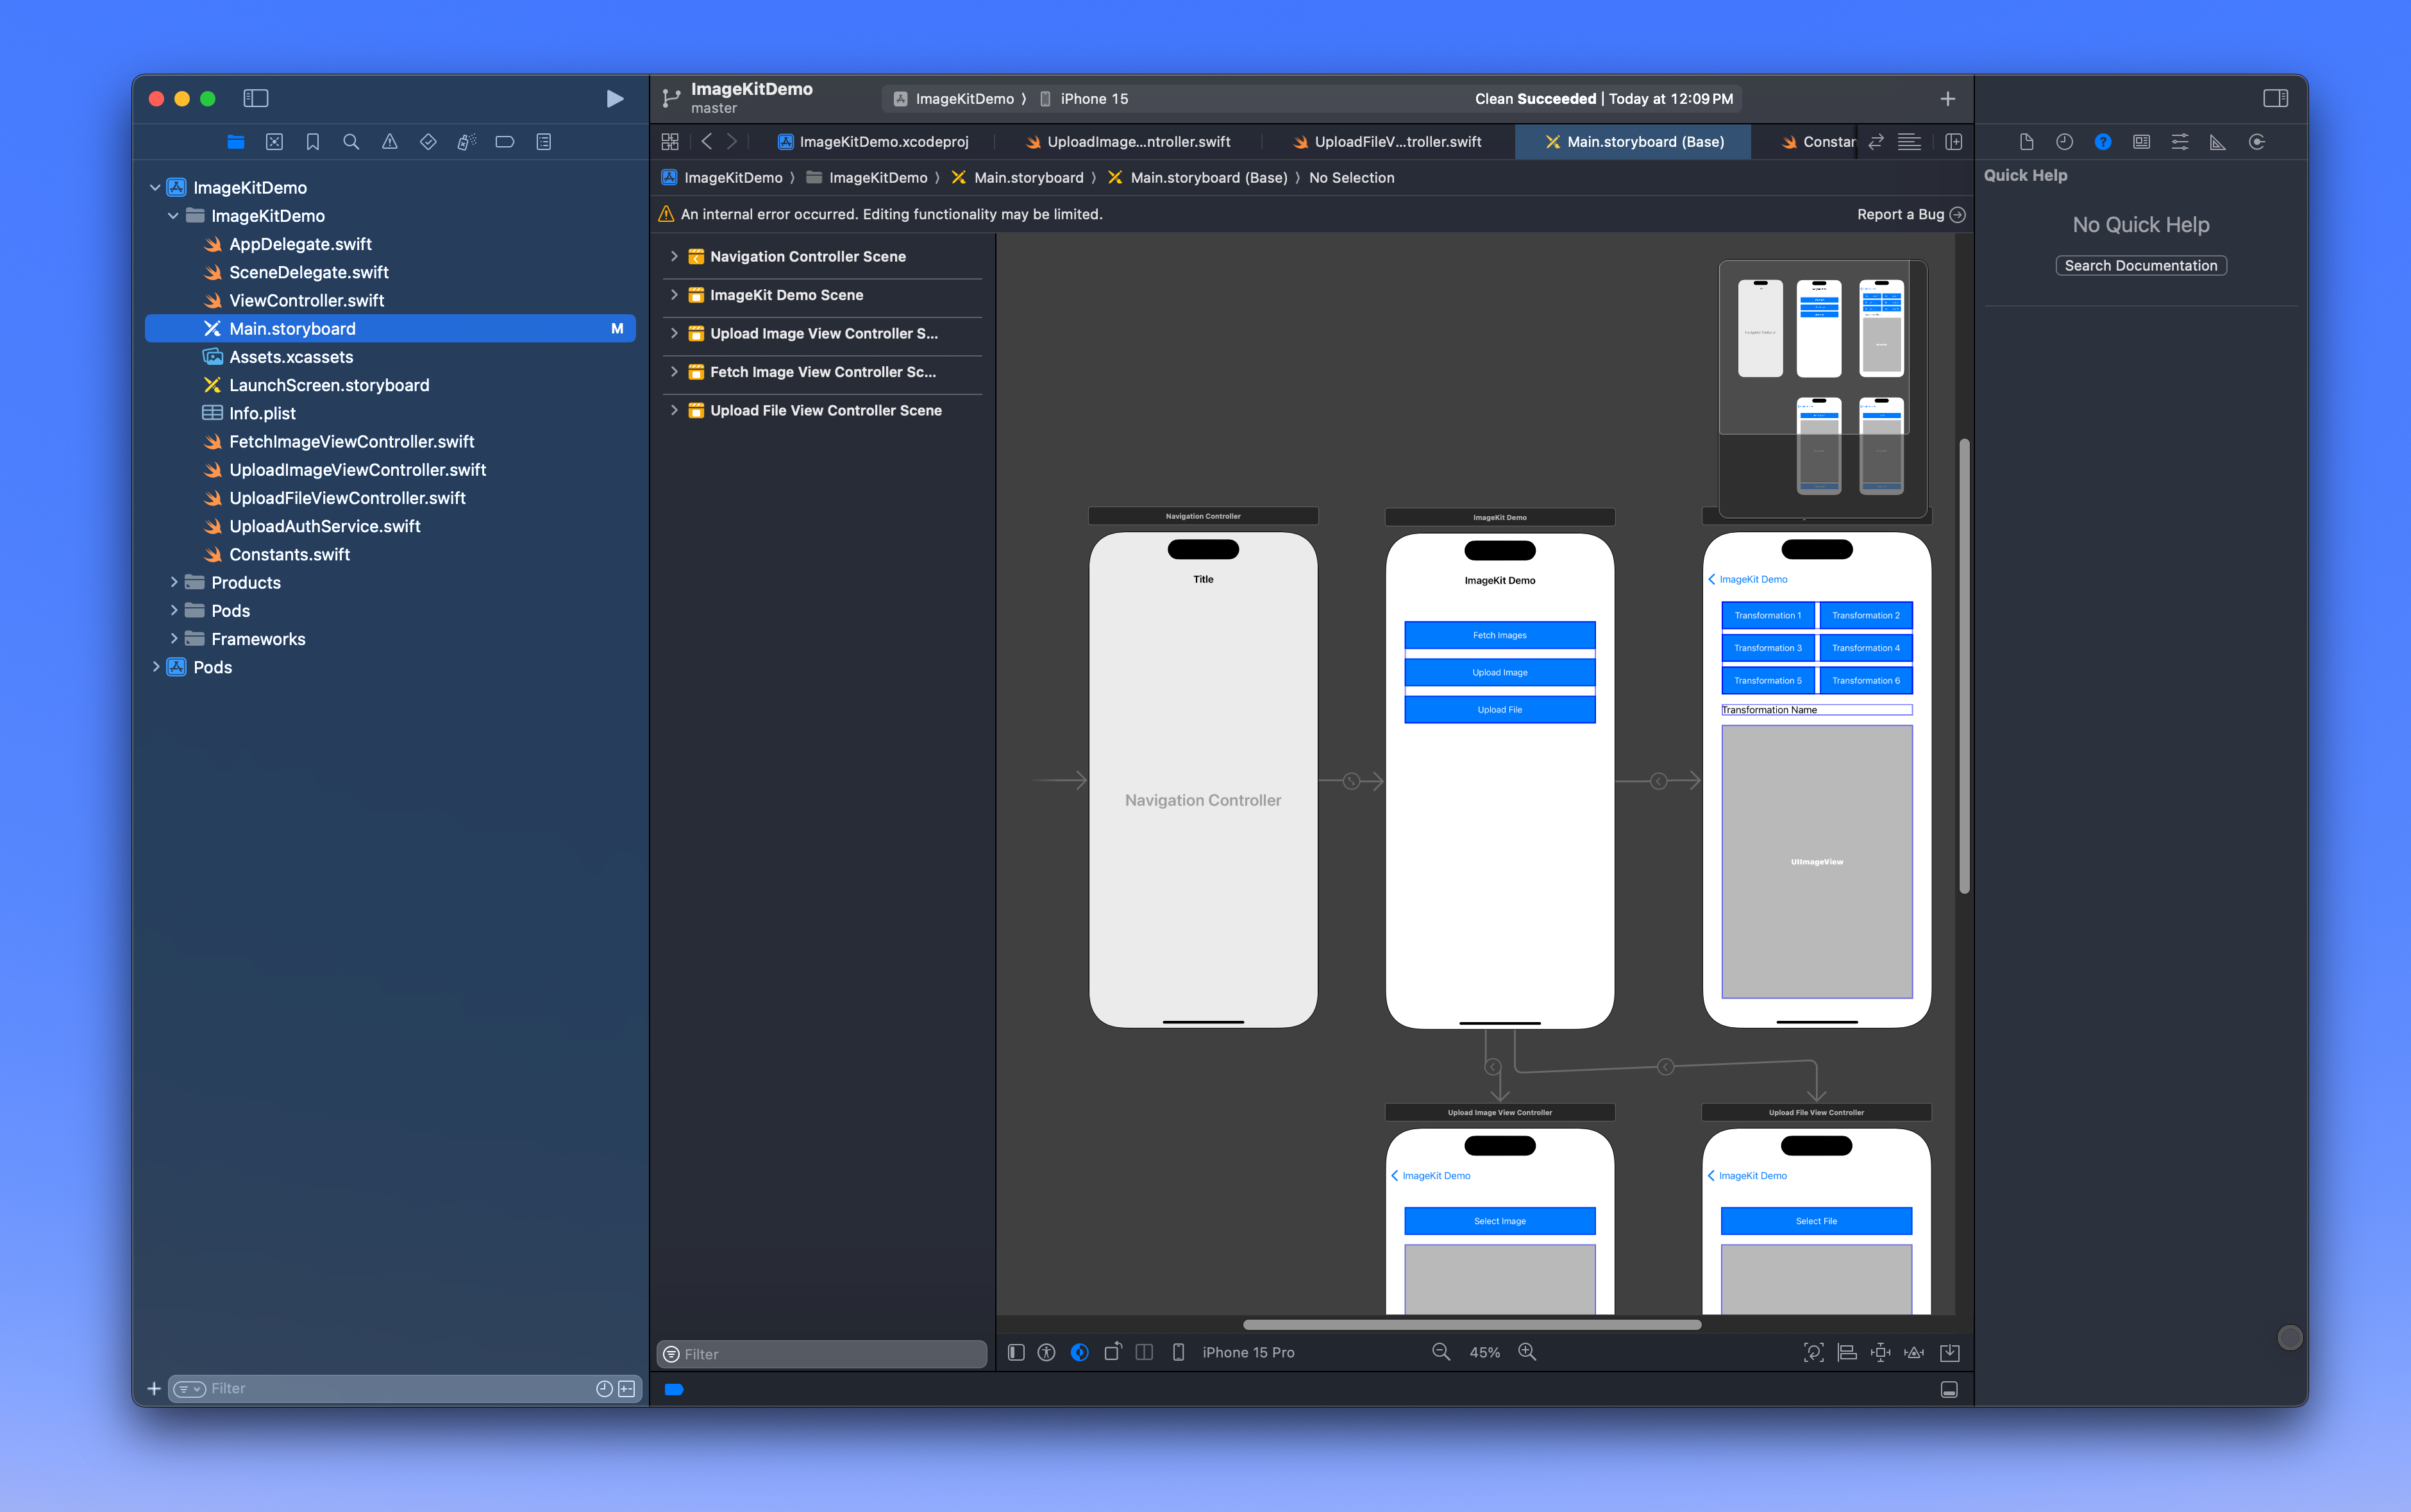 ImageKitDemo
master
ImageKitDemo 〉 iPhone 15
Clean Succeeded | Today at 12:09 PM
ImageKitDemo.xcodeproj
UploadImage...ntroller.swift
UploadFileV...troller.swift
Main.storyboard (Base)
Constan
ImageKitDemo 〉 ImageKitDemo 〉 Main.storyboard 〉 Main.storyboard (Base) 〉 No Selection
An internal error occurred. Editing functionality may be limited.
Report a Bug
ImageKitDemo
ImageKitDemo
AppDelegate.swift
SceneDelegate.swift
ViewController.swift
Main.storyboard M
Assets.xcassets
LaunchScreen.storyboard
Info.plist
FetchImageViewController.swift
UploadImageViewController.swift
UploadFileViewController.swift
UploadAuthService.swift
Constants.swift
Products
Pods
Frameworks
Pods
Filter
Navigation Controller Scene
ImageKit Demo Scene
Upload Image View Controller S...
Fetch Image View Controller Sc...
Upload File View Controller Scene
Filter
Navigation Controller
Title
Navigation Controller
ImageKit Demo
ImageKit Demo
Fetch Images
Upload Image
Upload File
ImageKit Demo
Transformation 1
Transformation 2
Transformation 3
Transformation 4
Transformation 5
Transformation 6
Transformation Name
UIImageView
Upload Image View Controller
ImageKit Demo
Select Image
Upload File View Controller
ImageKit Demo
Select File
iPhone 15 Pro
45%
Quick Help
No Quick Help
Search Documentation